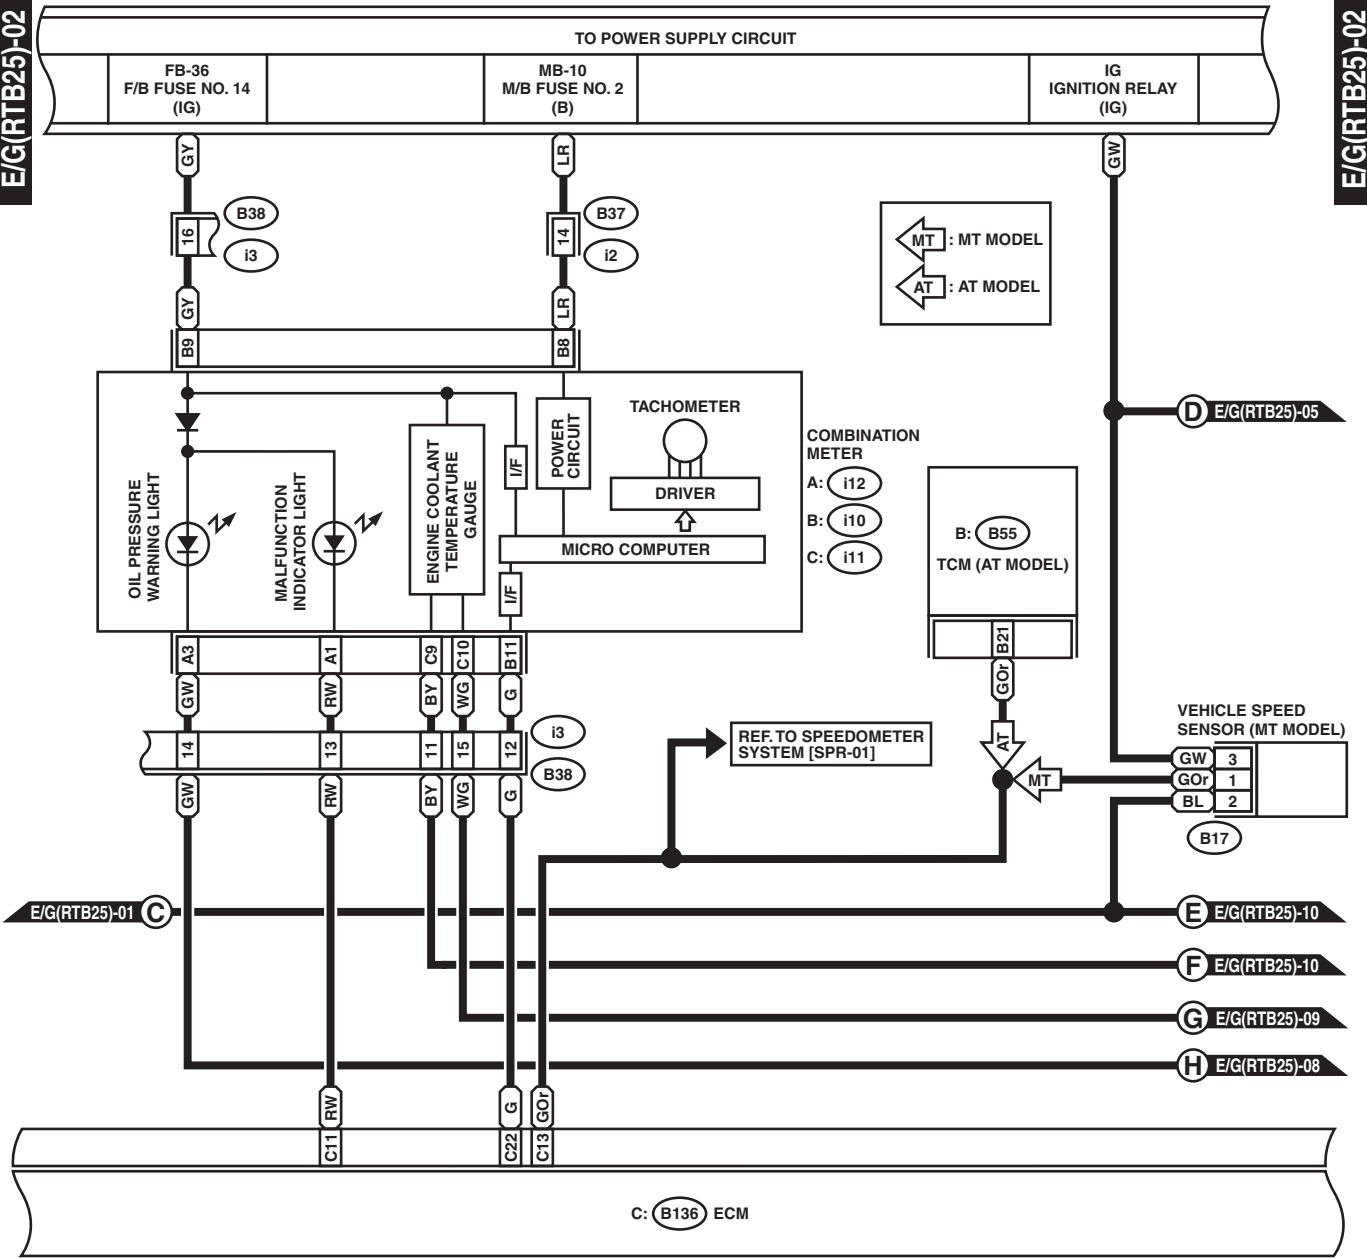 E/G(RTB25)-02
E/G(RTB25)-02
TO POWER SUPPLY CIRCUIT
FB-36
F/B FUSE NO. 14
(IG)
MB-10
M/B FUSE NO. 2
(B)
IG
IGNITION RELAY
(IG)
GY
LR
GW
16
B38
i3
14
B37
i2
MT : MT MODEL
AT : AT MODEL
GY
LR
B9
B8
D E/G(RTB25)-05
OIL PRESSURE
WARNING LIGHT
MALFUNCTION
INDICATOR LIGHT
ENGINE COOLANT
TEMPERATURE
GAUGE
I/F
POWER
CIRCUIT
TACHOMETER
DRIVER
MICRO COMPUTER
I/F
COMBINATION
METER
A: i12
B: i10
C: i11
B: B55
TCM (AT MODEL)
B21
GOr
AT
A3
A1
C9
C10
B11
GW
RW
BY
WG
G
14
13
11
15
12
i3
B38
GW
RW
BY
WG
G
REF. TO SPEEDOMETER
SYSTEM [SPR-01]
MT
VEHICLE SPEED
SENSOR (MT MODEL)
GW 3
GOr 1
BL 2
B17
E/G(RTB25)-01 C
E E/G(RTB25)-10
F E/G(RTB25)-10
G E/G(RTB25)-09
H E/G(RTB25)-08
RW
G
GOr
C11
C22
C13
C: B136 ECM